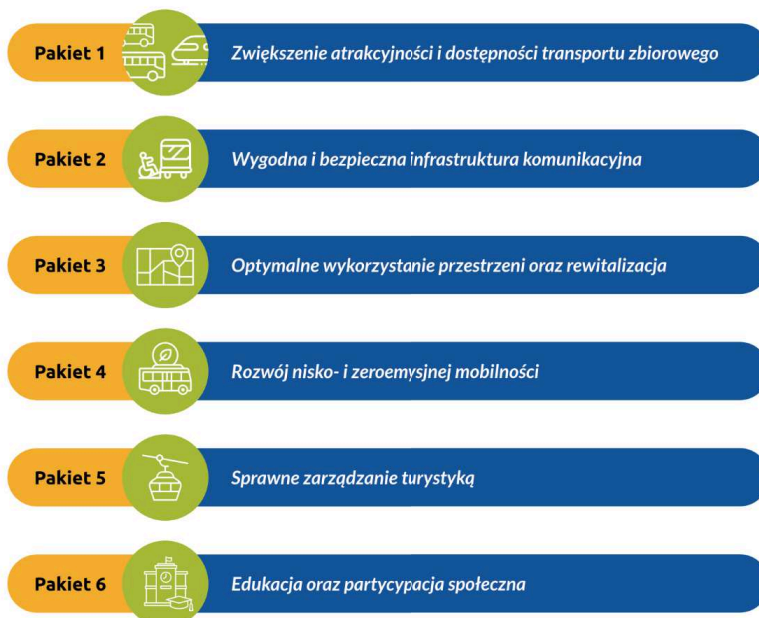 Pakiet 1 Zwiększenie atrakcyjności i dostępności transportu zbiorowego
Pakiet 2 Wygodna i bezpieczna infrastruktura komunikacyjna
Pakiet 3 Optymalne wykorzystanie przestrzeni oraz rewitalizacja
Pakiet 4 Rozwój nisko- i zeroemysjnej mobilności
Pakiet 5 Sprawne zarządzanie turystyką
Pakiet 6 Edukacja oraz partycypacja społeczna